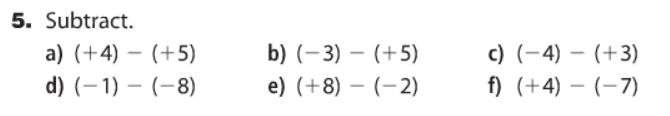 5. Subtract.
a) (+4) − (+5) b) (−3) − (+5) c) (−4) − (+3)
d) (−1) − (−8) e) (+8) − (−2) f) (+4) − (−7)